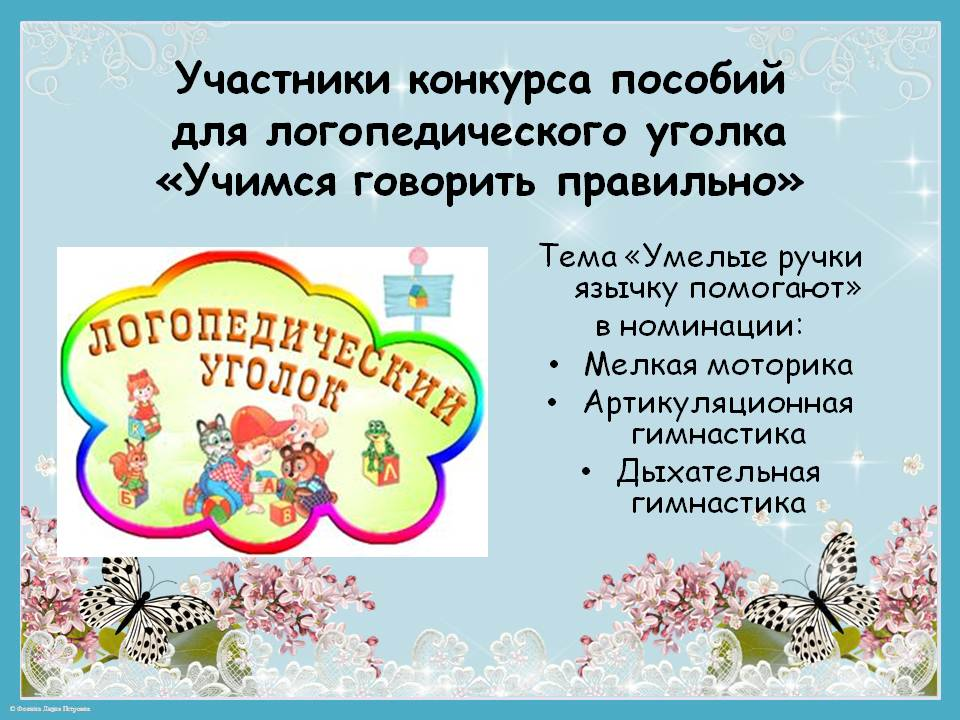 Участники конкурса пособий
для логопедического уголка
«Учимся говорить правильно»
ЛОГОПЕДИЧЕСКИЙ
УГОЛОК
К
Б
А
В
Л
Тема «Умелые ручки
язычку помогают»
в номинации:
• Мелкая моторика
• Артикуляционная
гимнастика
• Дыхательная
гимнастика
© Фокина Лидия Петровна